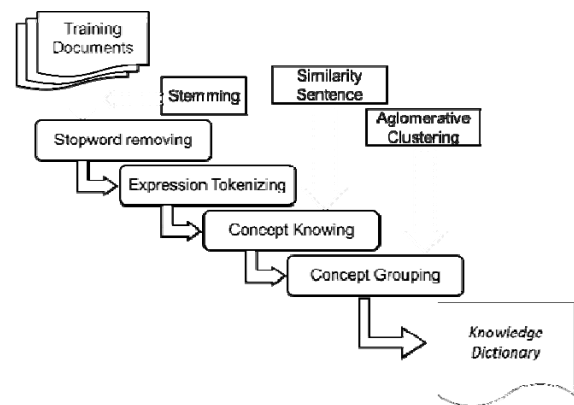 Training
Documents
Stemming
Similarity
Sentence
Aglomerative
Clustering
Stopword removing
Expression Tokenizing
Concept Knowing
Concept Grouping
Knowledge
Dictionary